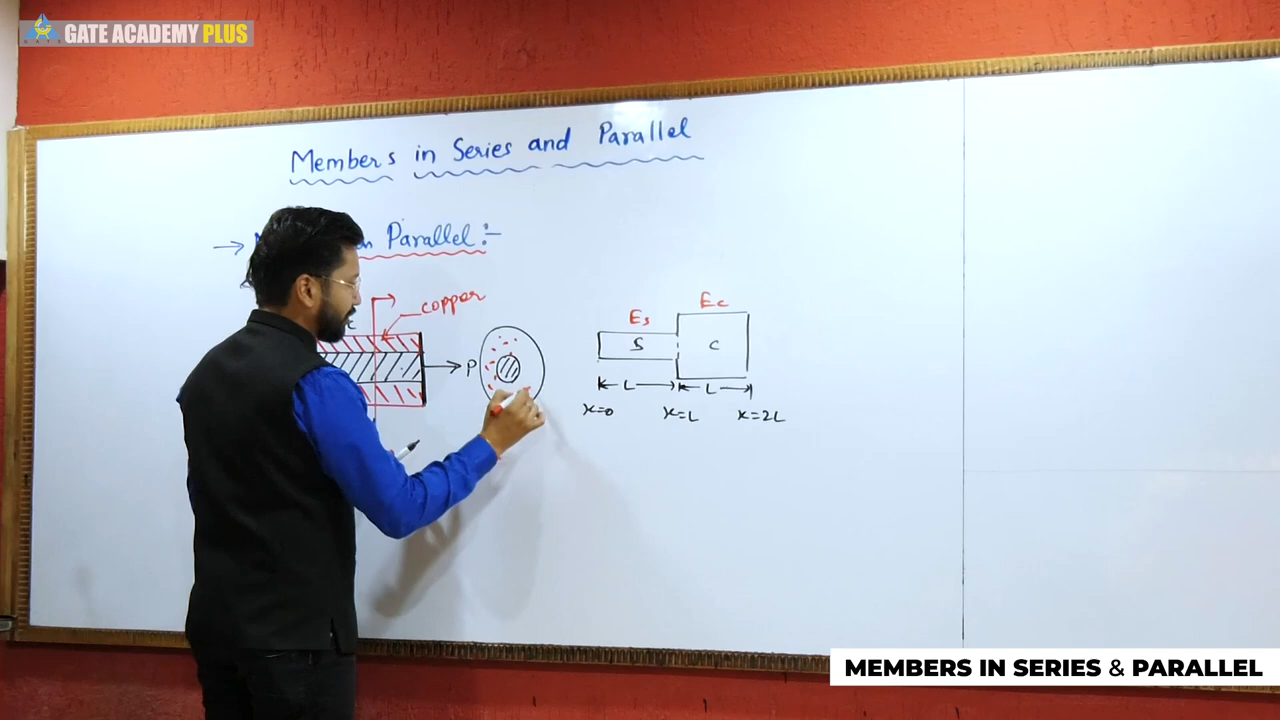 GATE ACADEMY PLUS
Members in Series and Parallel
→ Parallel :-
copper
P
Es Ec
S C
L L
x=0 x=L x=2L
MEMBERS IN SERIES & PARALLEL